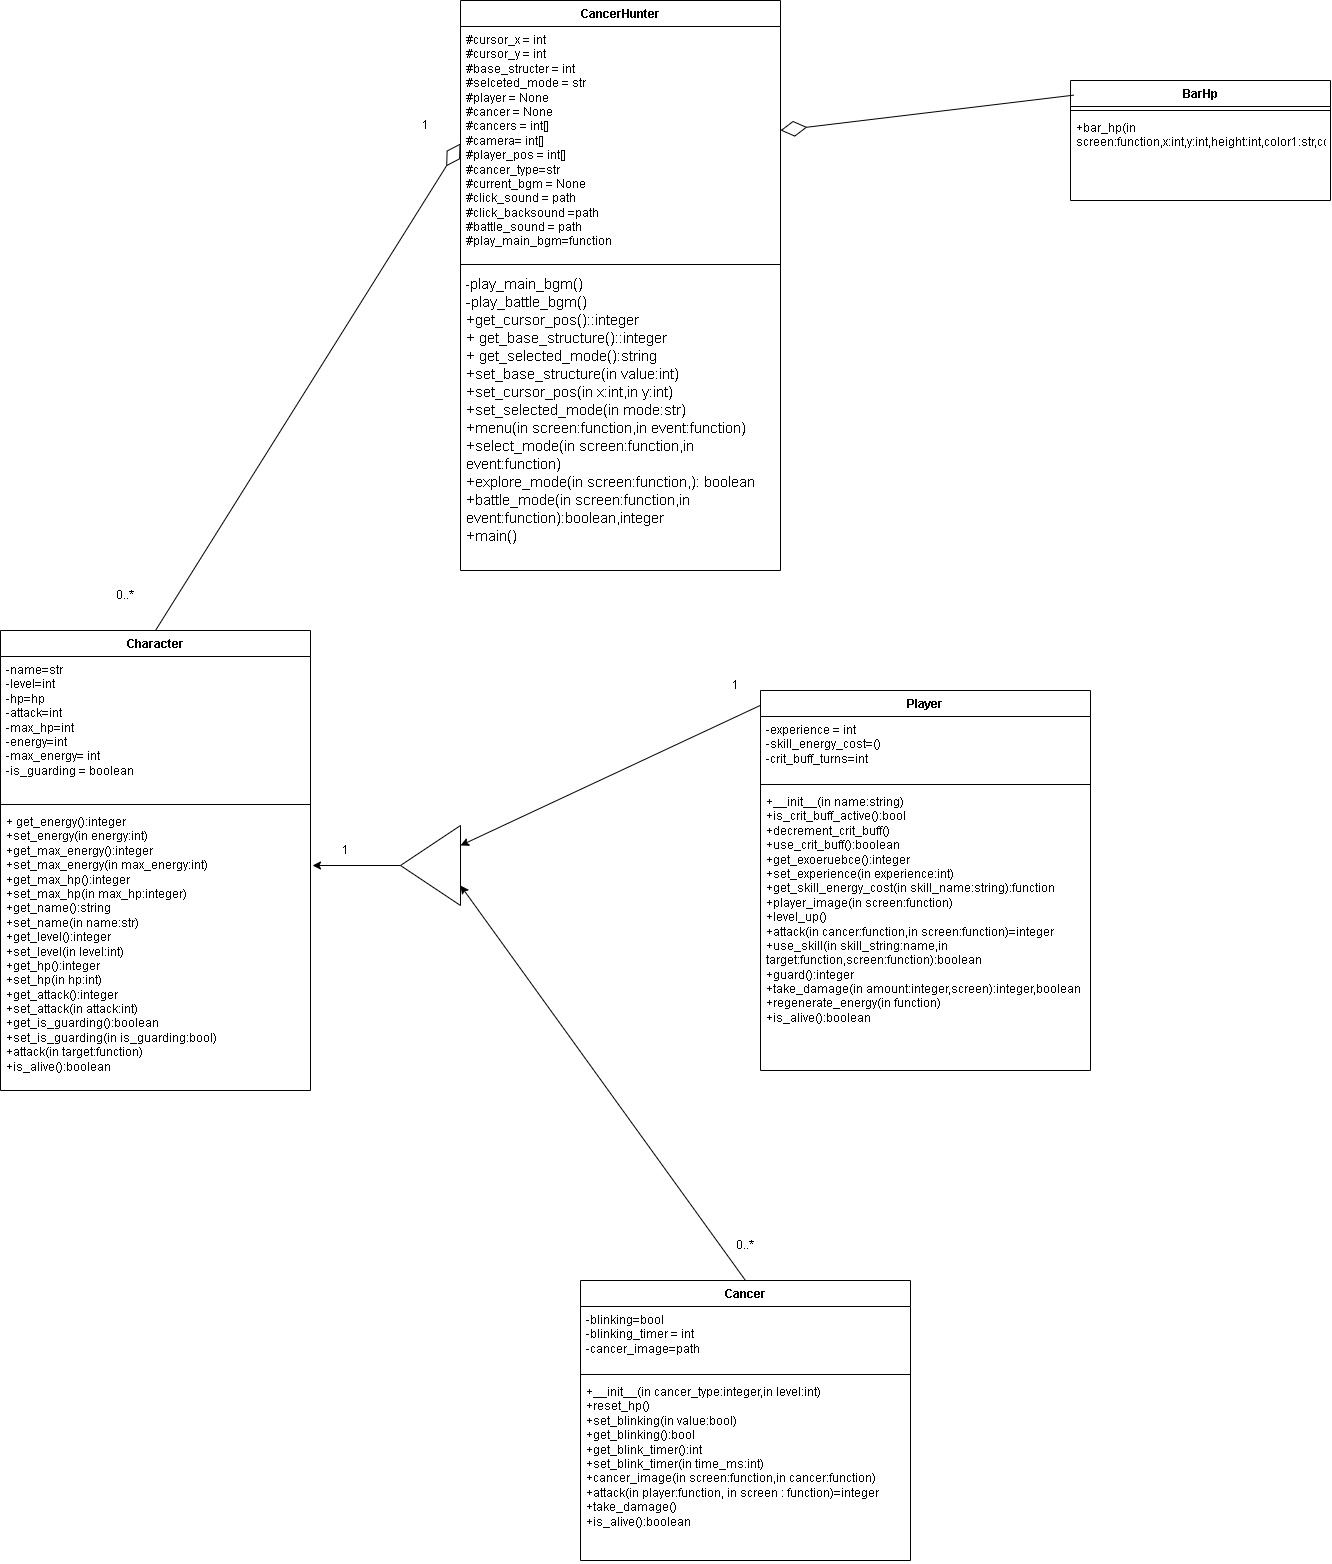 CancerHunter
#cursor_x = int
#cursor_y = int
#base_structer = int
#selceted_mode = str
#player = None
#cancer = None
#cancers = int[]
#camera= int[]
#player_pos = int[]
#cancer_type=str
#current_bgm = None
#click_sound = path
#click_backsound =path
#battle_sound = path
#play_main_bgm=function
-play_main_bgm()
-play_battle_bgm()
+get_cursor_pos()::integer
+ get_base_structure()::integer
+ get_selected_mode():string
+set_base_structure(in value:int)
+set_cursor_pos(in x:int,in y:int)
+set_selected_mode(in mode:str)
+menu(in screen:function,in event:function)
+select_mode(in screen:function,in
event:function)
+explore_mode(in screen:function,): boolean
+battle_mode(in screen:function,in
event:function):boolean,integer
+main()
BarHp
+bar_hp(in
screen:function,x:int,y:int,height:int,color1:str,co
1
0..*
Character
-name=str
-level=int
-hp=hp
-attack=int
-max_hp=int
-energy=int
-max_energy= int
-is_guarding = boolean
+ get_energy():integer
+set_energy(in energy:int)
+get_max_energy():integer
+set_max_energy(in max_energy:int)
+get_max_hp():integer
+set_max_hp(in max_hp:integer)
+get_name():string
+set_name(in name:str)
+get_level():integer
+set_level(in level:int)
+get_hp():integer
+set_hp(in hp:int)
+get_attack():integer
+set_attack(in attack:int)
+get_is_guarding():boolean
+set_is_guarding(in is_guarding:bool)
+attack(in target:function)
+is_alive():boolean
1
1
Player
-experience = int
-skill_energy_cost=()
-crit_buff_turns=int
+__init__(in name:string)
+is_crit_buff_active():bool
+decrement_crit_buff()
+use_crit_buff():boolean
+get_exoeruebce():integer
+set_experience(in experience:int)
+get_skill_energy_cost(in skill_name:string):function
+player_image(in screen:function)
+level_up()
+attack(in cancer:function,in screen:function)=integer
+use_skill(in skill_string:name,in
target:function,screen:function):boolean
+guard():integer
+take_damage(in amount:integer,screen):integer,boolean
+regenerate_energy(in function)
+is_alive():boolean
0..*
Cancer
-blinking=bool
-blinking_timer = int
-cancer_image=path
+__init__(in cancer_type:integer,in level:int)
+reset_hp()
+set_blinking(in value:bool)
+get_blinking():bool
+get_blink_timer():int
+set_blink_timer(in time_ms:int)
+cancer_image(in screen:function,in cancer:function)
+attack(in player:function, in screen : function)=integer
+take_damage()
+is_alive():boolean